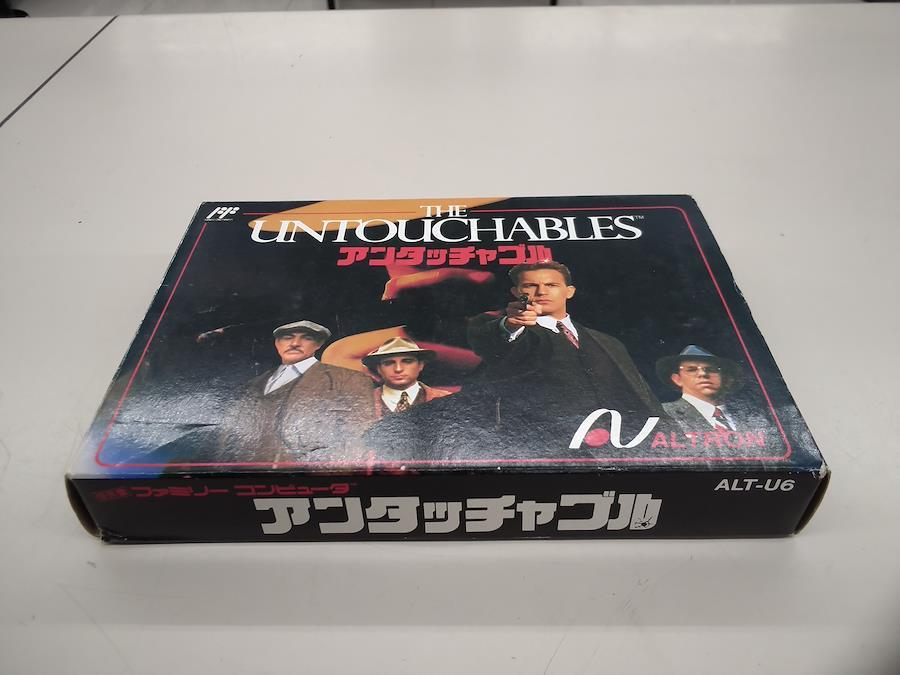 THE
UNTOUCHABLES™
アンタッチャブル
ALTRON
ファミリー コンピュータ
アンタッチャブル
ALT-U6